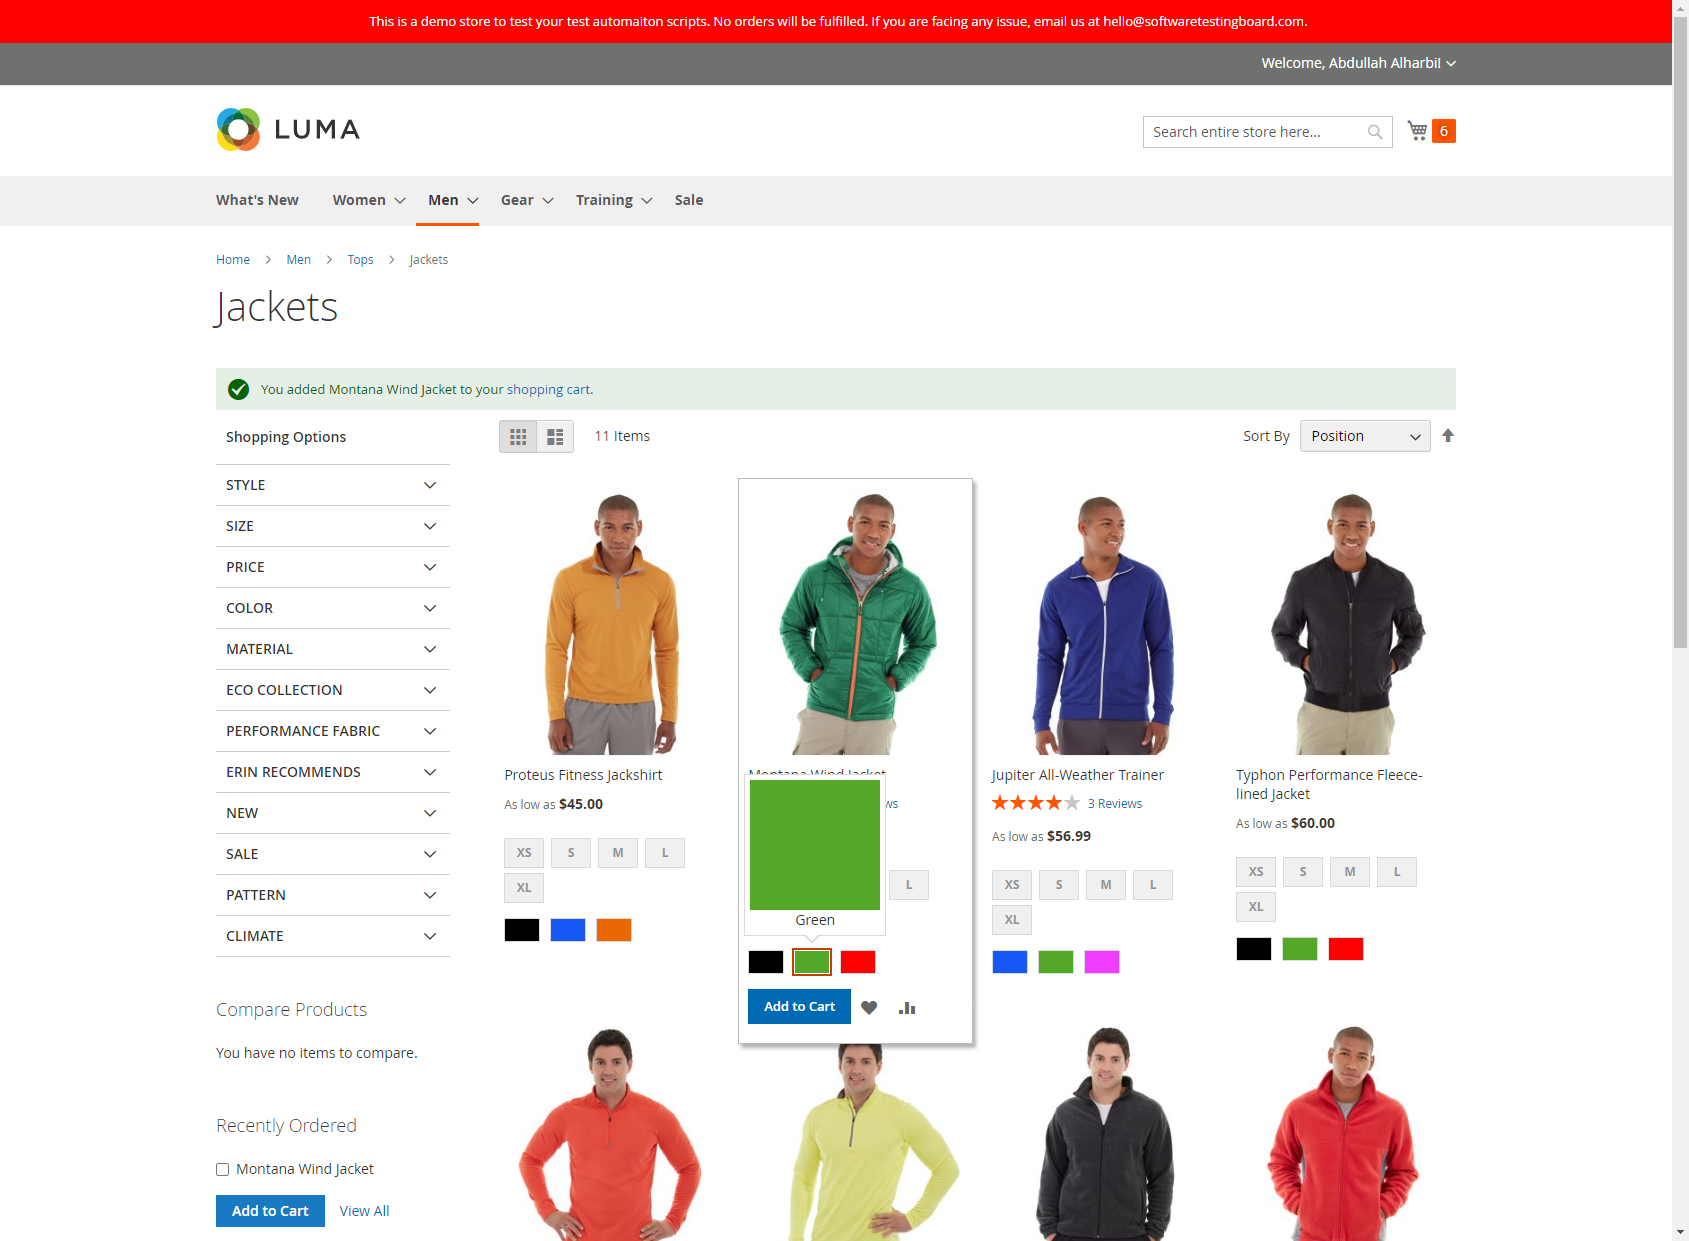 This is a demo store to test your test automaiton scripts. No orders will be fulfilled. If you are facing any issue, email us at hello@softwaretestingboard.com.
Welcome, Abdullah Alharbi!
LUMA
Search entire store here...
6
What's New
Women
Men
Gear
Training
Sale
Home > Men > Tops > Jackets
Jackets
You added Montana Wind Jacket to your shopping cart.
Shopping Options
STYLE
SIZE
PRICE
COLOR
MATERIAL
ECO COLLECTION
PERFORMANCE FABRIC
ERIN RECOMMENDS
NEW
SALE
PATTERN
CLIMATE
Compare Products
You have no items to compare.
Recently Ordered
Montana Wind Jacket
Add to Cart
View All
11 Items
Sort By
Position
Proteus Fitness Jackshirt
As low as $45.00
XS S M L
XL
Montana Wind Jacket
L
Green
Add to Cart
Jupiter All-Weather Trainer
3 Reviews
As low as $56.99
XS S M L
XL
Typhon Performance Fleece-
lined Jacket
As low as $60.00
XS S M L
XL